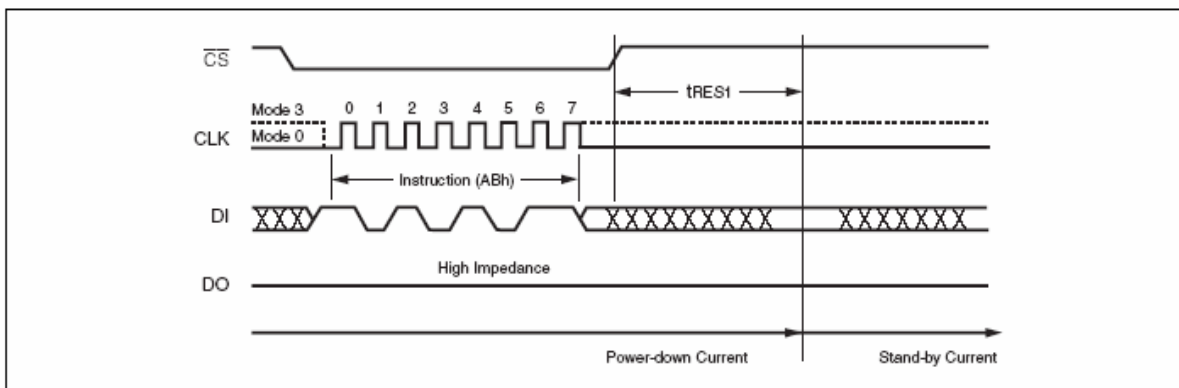 CS
tRES1
Mode 3
0 1 2 3 4 5 6 7
CLK
Mode 0
Instruction (ABh)
DI
High Impedance
DO
Power-down Current
Stand-by Current